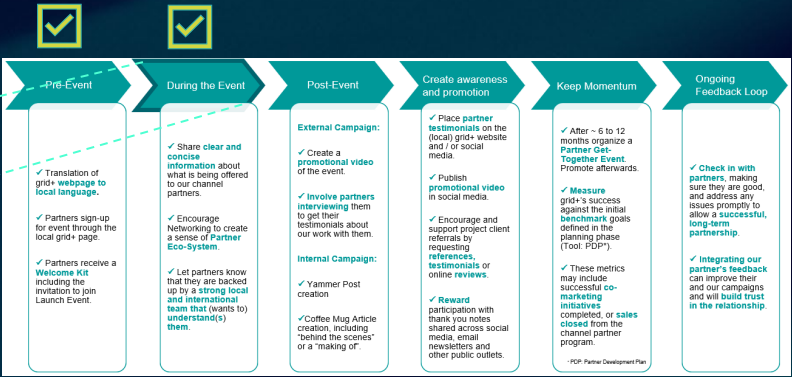 Pre-Event
During the Event
Post-Event
Create awareness
and promotion
Keep Momentum
Ongoing
Feedback Loop
✓ Translation of
grid+ webpage to
local language.
✓ Partners sign-up
for event through the
local grid+ page.
✓ Partners receive a
Welcome Kit
including the
invitation to join
Launch Event.
✓ Share clear and
concise
information about
what is being offered
to our channel
partners.
✓ Encourage
Networking to create
a sense of Partner
Eco-System.
✓ Let partners know
that they are backed
up by a strong local
and international
team that (wants to)
understand(s)
them.
External Campaign:
✓ Create a
promotional video
of the event.
✓ Involve partners
interviewing them
to get their
testimonials about
our work with them.
Internal Campaign:
✓ Yammer Post
creation
✓Coffee Mug Article
creation, including
“behind the scenes”
or a “making of”.
✓ Place partner
testimonials on the
(local) grid+ website
and / or social
media.
✓ Publish
promotional video
in social media.
✓ Encourage and
support project client
referrals by
requesting
references,
testimonials or
online reviews.
✓ Reward
participation with
thank you notes
shared across social
media, email
newsletters and
other public outlets.
✓ After ~ 6 to 12
months organize a
Partner Get-
Together Event.
Promote afterwards.
✓ Measure
grid+'s success
against the initial
benchmark goals
defined in the
planning phase
(Tool: PDP*).
✓ These metrics
may include
successful co-
marketing
initiatives
completed, or sales
closed from the
channel partner
program.
* PDP: Partner Development Plan
✓ Check in with
partners, making
sure they are good,
and address any
issues promptly to
allow a successful,
long-term
partnership.
✓ Integrating our
partner's feedback
can improve their
and our campaigns
and will build trust
in the relationship.